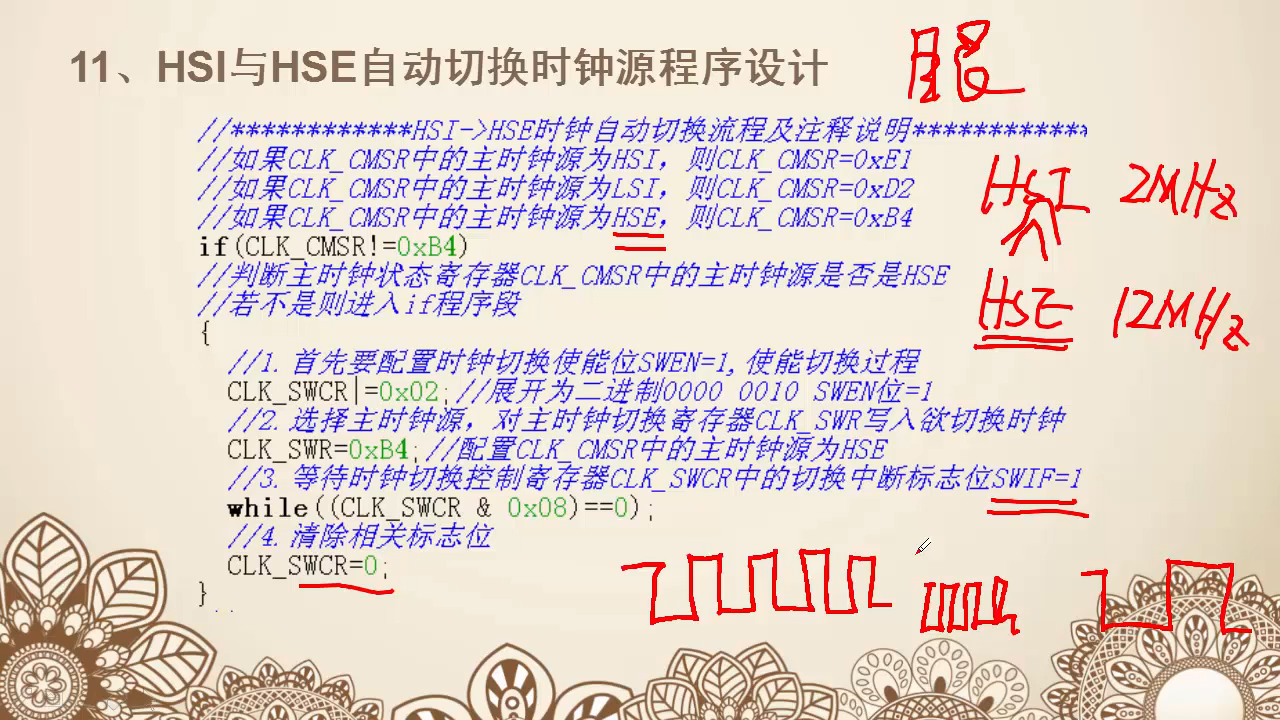 11、HSI与HSE自动切换时钟源程序设计
//************HSI->HSE时钟自动切换流程及注释说明************
//如果CLK_CMSR中的主时钟源为HSI，则CLK_CMSR=0xE1
//如果CLK_CMSR中的主时钟源为LSI，则CLK_CMSR=0xD2
//如果CLK_CMSR中的主时钟源为HSE，则CLK_CMSR=0xB4
if(CLK_CMSR!=0xB4)
//判断主时钟状态寄存器CLK_CMSR中的主时钟源是否是HSE
//若不是则进入if程序段
{
//1.首先要配置时钟切换使能位SWEN=1,使能切换过程
CLK_SWCR|=0x02;//展开为二进制0000 0010 SWEN位=1
//2.选择主时钟源，对主时钟切换寄存器CLK_SWR写入欲切换时钟
CLK_SWR=0xB4;//配置CLK_CMSR中的主时钟源为HSE
//3.等待时钟切换控制寄存器CLK_SWCR中的切换中断标志位SWIF=1
while((CLK_SWCR & 0x08)==0);
//4.清除相关标志位
CLK_SWCR=0;
}
HSI 2MHz
HSE 12MHz